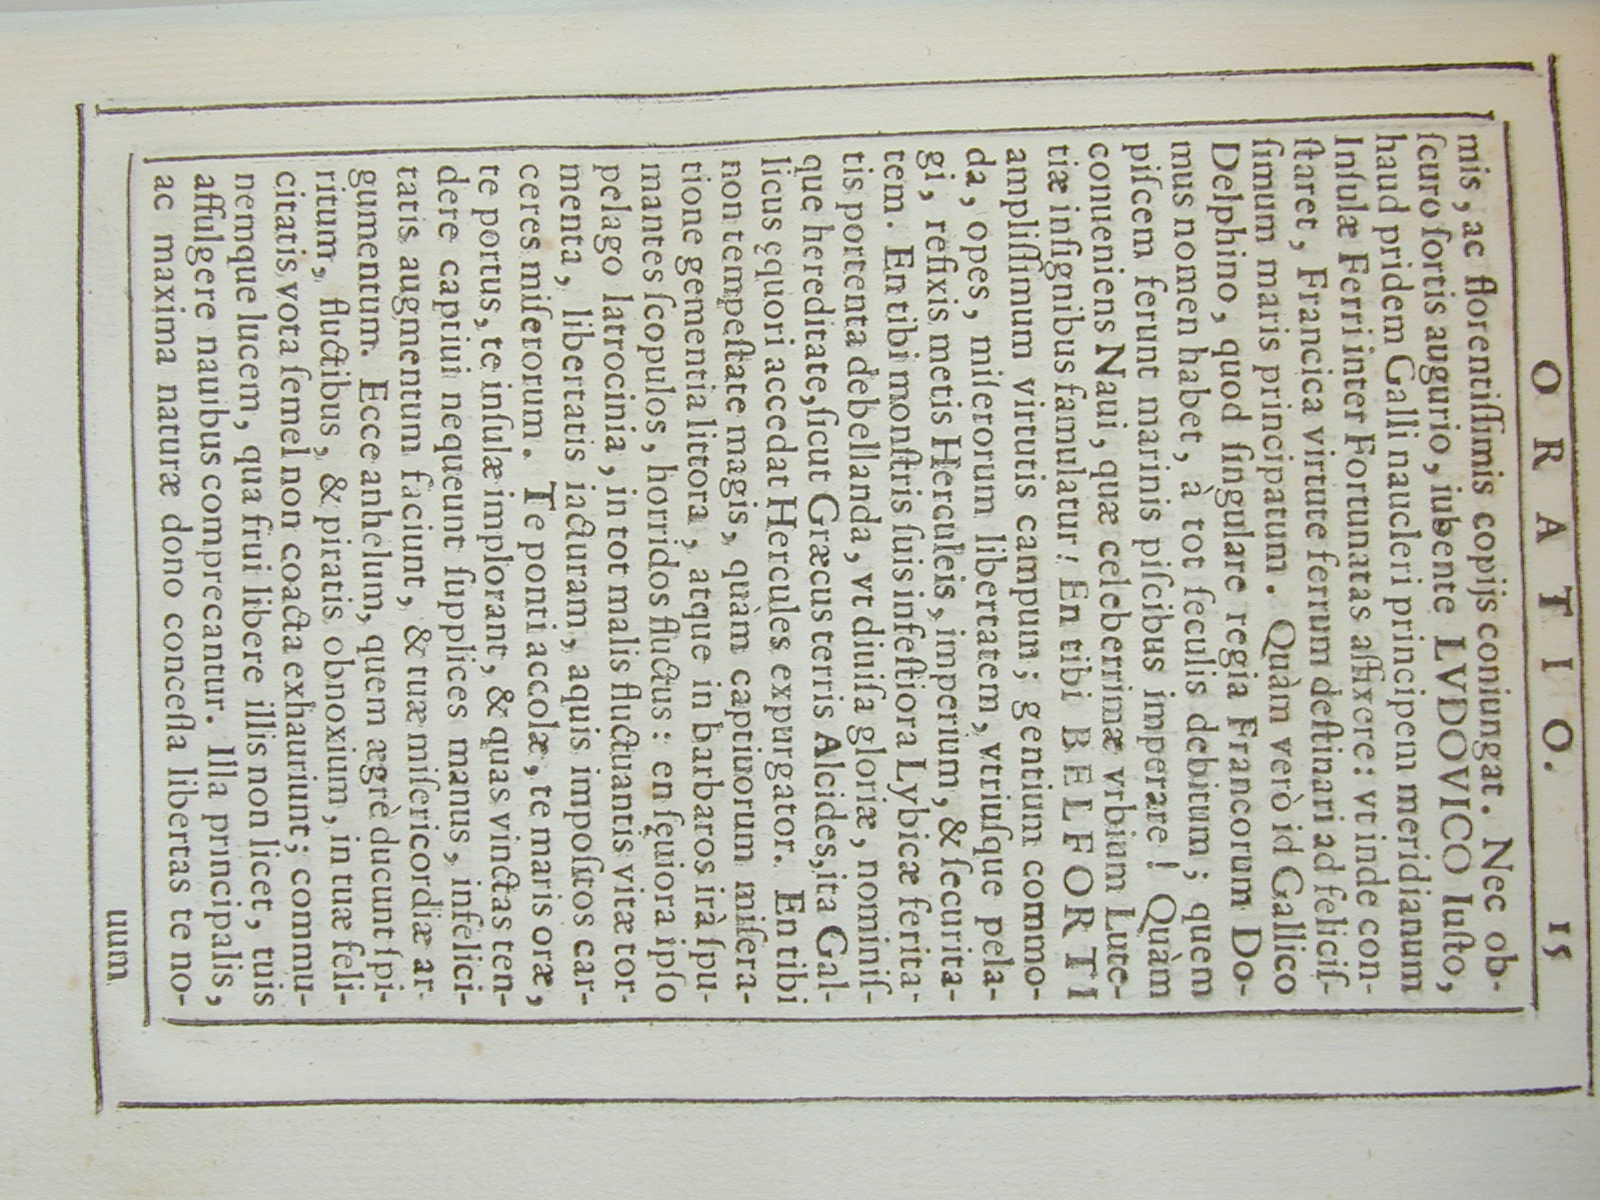 ORATIO. 15
mis, ac florentiſſimis copijs coniungat. Nec ob-
ſcuro ſortis augurio, iubente LVDOVICO Iuſto,
haud pridem Galli naucleri principem meridianum
Inſulæ Ferri inter Fortunatas affixere: vt inde con-
ſtaret, Francica virtute ferrum deſtinari ad feliciſ-
ſimum maris principatum. Quàm verò id Gallico
Delphino, quod ſingulare regia Francorum Do-
mus nomen habet, à tot ſeculis debitum; quem
piſcem ferunt marinis piſcibus imperare! Quàm
conueniens Naui, quæ celeberrimæ vrbium Lute-
tiæ inſignibus famulatur! En tibi BELFORTI
ampliſſimum virtutis campum; gentium commo-
da, opes, miſerorum libertatem, vtriuſque pela-
gi, refixis metis Herculeis, imperium, & ſecurita-
tem. En tibi monſtris ſuis infeſtiora Lybicæ ferita-
tis portenta debellanda, vt diuiſa gloriæ, nominiſ-
que hereditate, ſicut Græcus terris Alcides, ita Gal-
licus ęquori accedat Hercules expurgator. En tibi
non tempeſtate magis, quàm captiuorum miſera-
tione gementia littora, atque in barbaros irà ſpu-
mantes ſcopulos, horridos fluctus: en ſęuiora ipſo
pelago latrocinia, in tot malis fluctuantis vitæ tor-
menta, libertatis iacturam, aquis impoſitos car-
ceres miſerorum. Te ponti accolæ, te maris oræ,
te portus, te inſulæ implorant, & quas vinctas ten-
dere captiui nequeunt ſupplices manus, infelici-
tatis augmentum faciunt, & tuæ miſericordiæ ar-
gumentum. Ecce anhelum, quem ægrè ducunt ſpi-
ritum, fluctibus, & piratis obnoxium, in tuæ feli-
citatis vota ſemel non coacta exhauriunt; commu-
nemque lucem, qua frui libere illis non licet, tuis
affulgere nauibus comprecantur. Illa principalis,
ac maxima naturæ dono conceſſa libertas te no-
uum